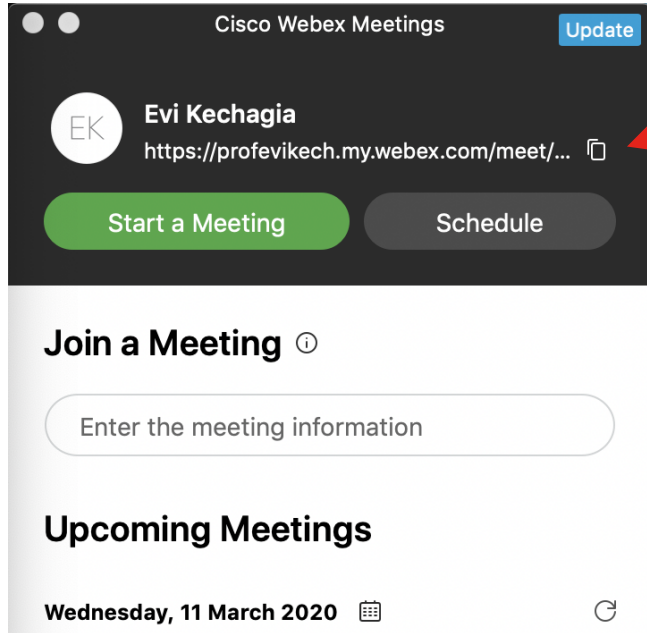 Cisco Webex Meetings
Update
EK
Evi Kechagia
https://profevikech.my.webex.com/meet/...
Start a Meeting
Schedule
Join a Meeting
Enter the meeting information
Upcoming Meetings
Wednesday, 11 March 2020